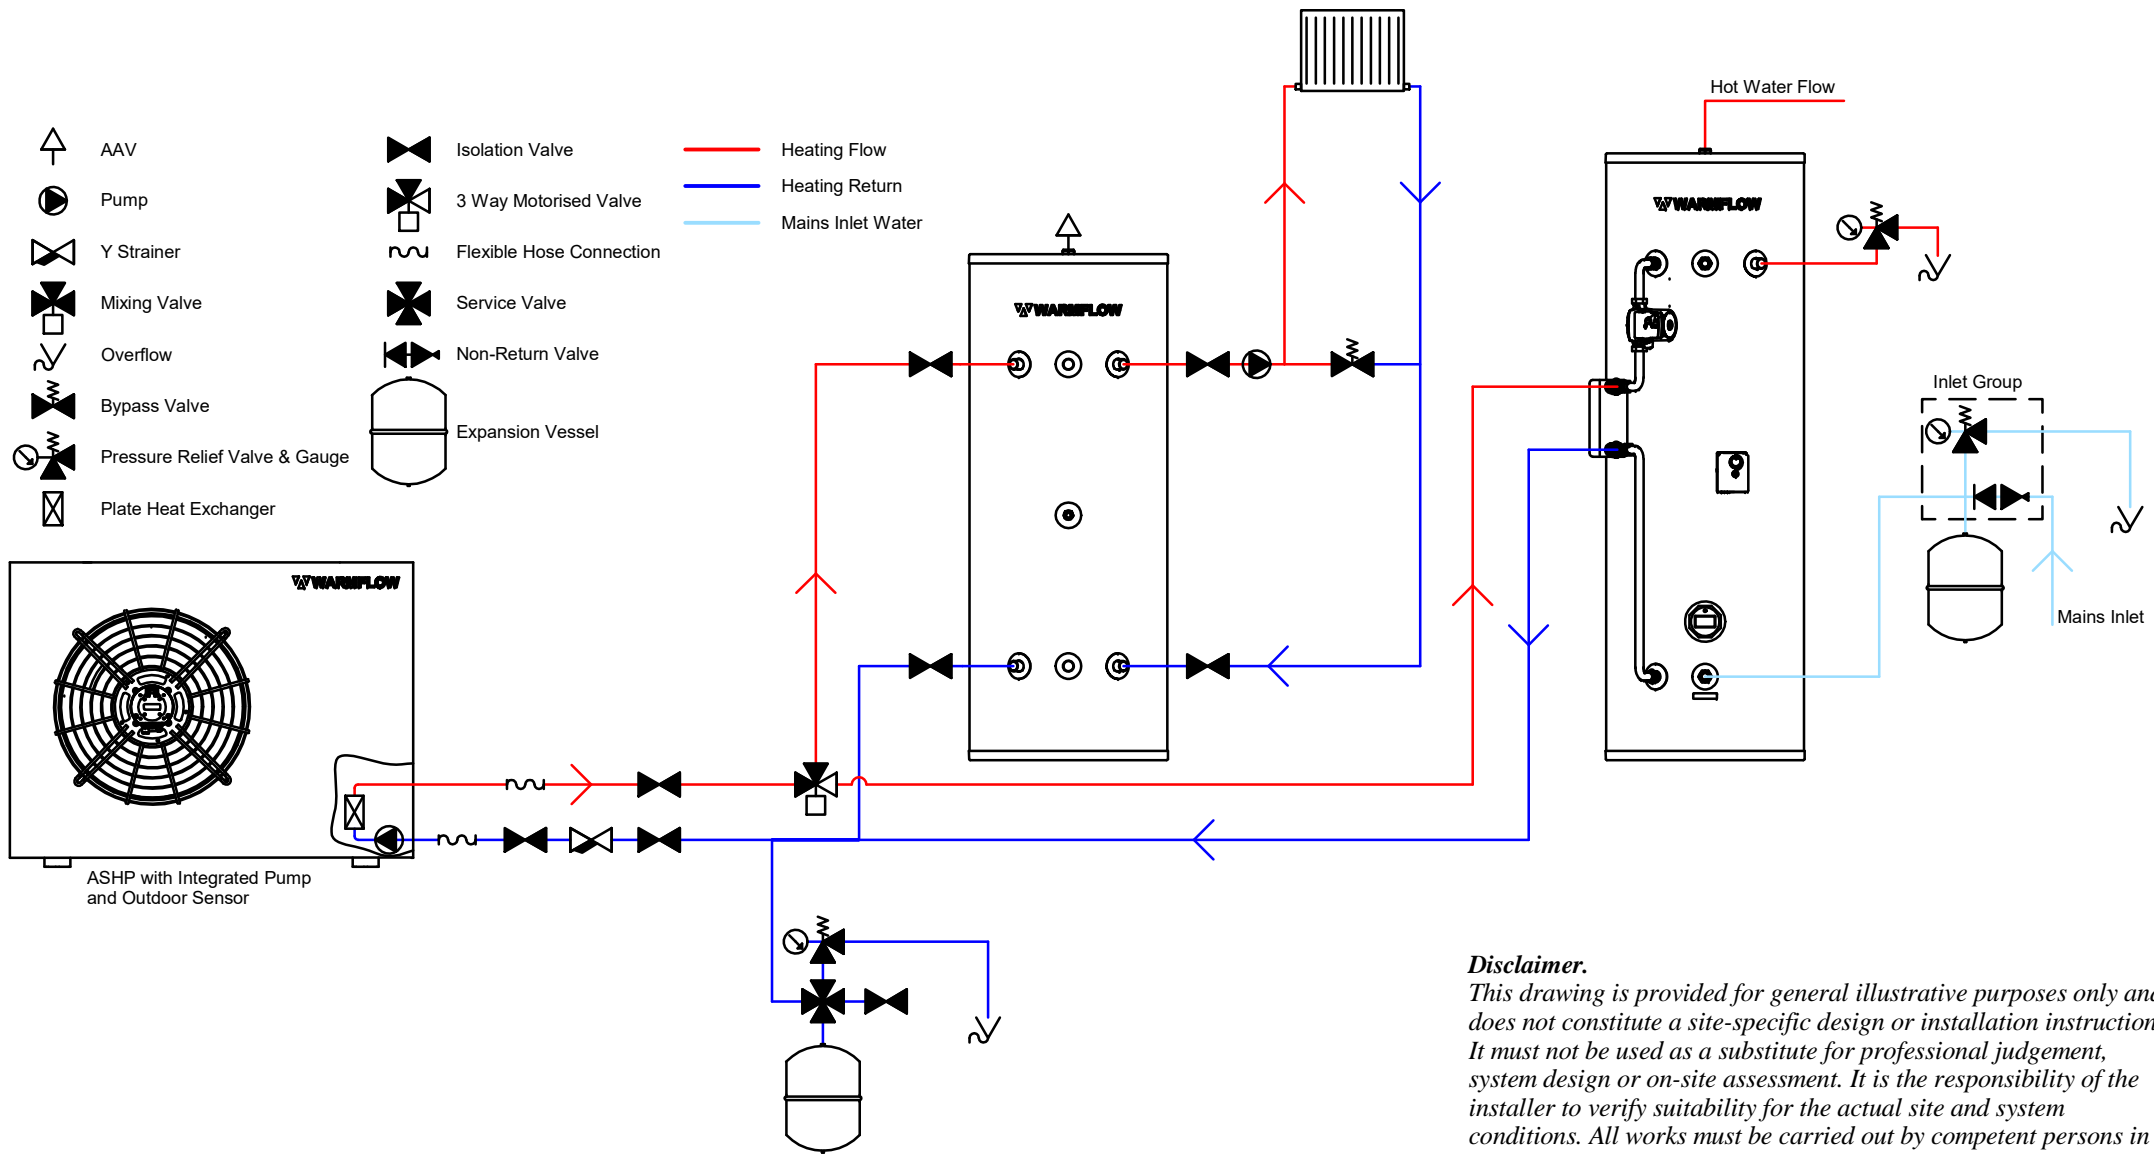 Hot Water Flow
AAV
Pump
Y Strainer
Mixing Valve
Overflow
Bypass Valve
Pressure Relief Valve & Gauge
Plate Heat Exchanger
Isolation Valve
3 Way Motorised Valve
Flexible Hose Connection
Service Valve
Non-Return Valve
Expansion Vessel
Heating Flow
Heating Return
Mains Inlet Water
WARMFLOW
WARMFLOW
Inlet Group
Mains Inlet
WARMFLOW
ASHP with Integrated Pump
and Outdoor Sensor
Disclaimer.
This drawing is provided for general illustrative purposes only and
does not constitute a site-specific design or installation instruction
It must not be used as a substitute for professional judgement,
system design or on-site assessment. It is the responsibility of the
installer to verify suitability for the actual site and system
conditions. All works must be carried out by competent persons in